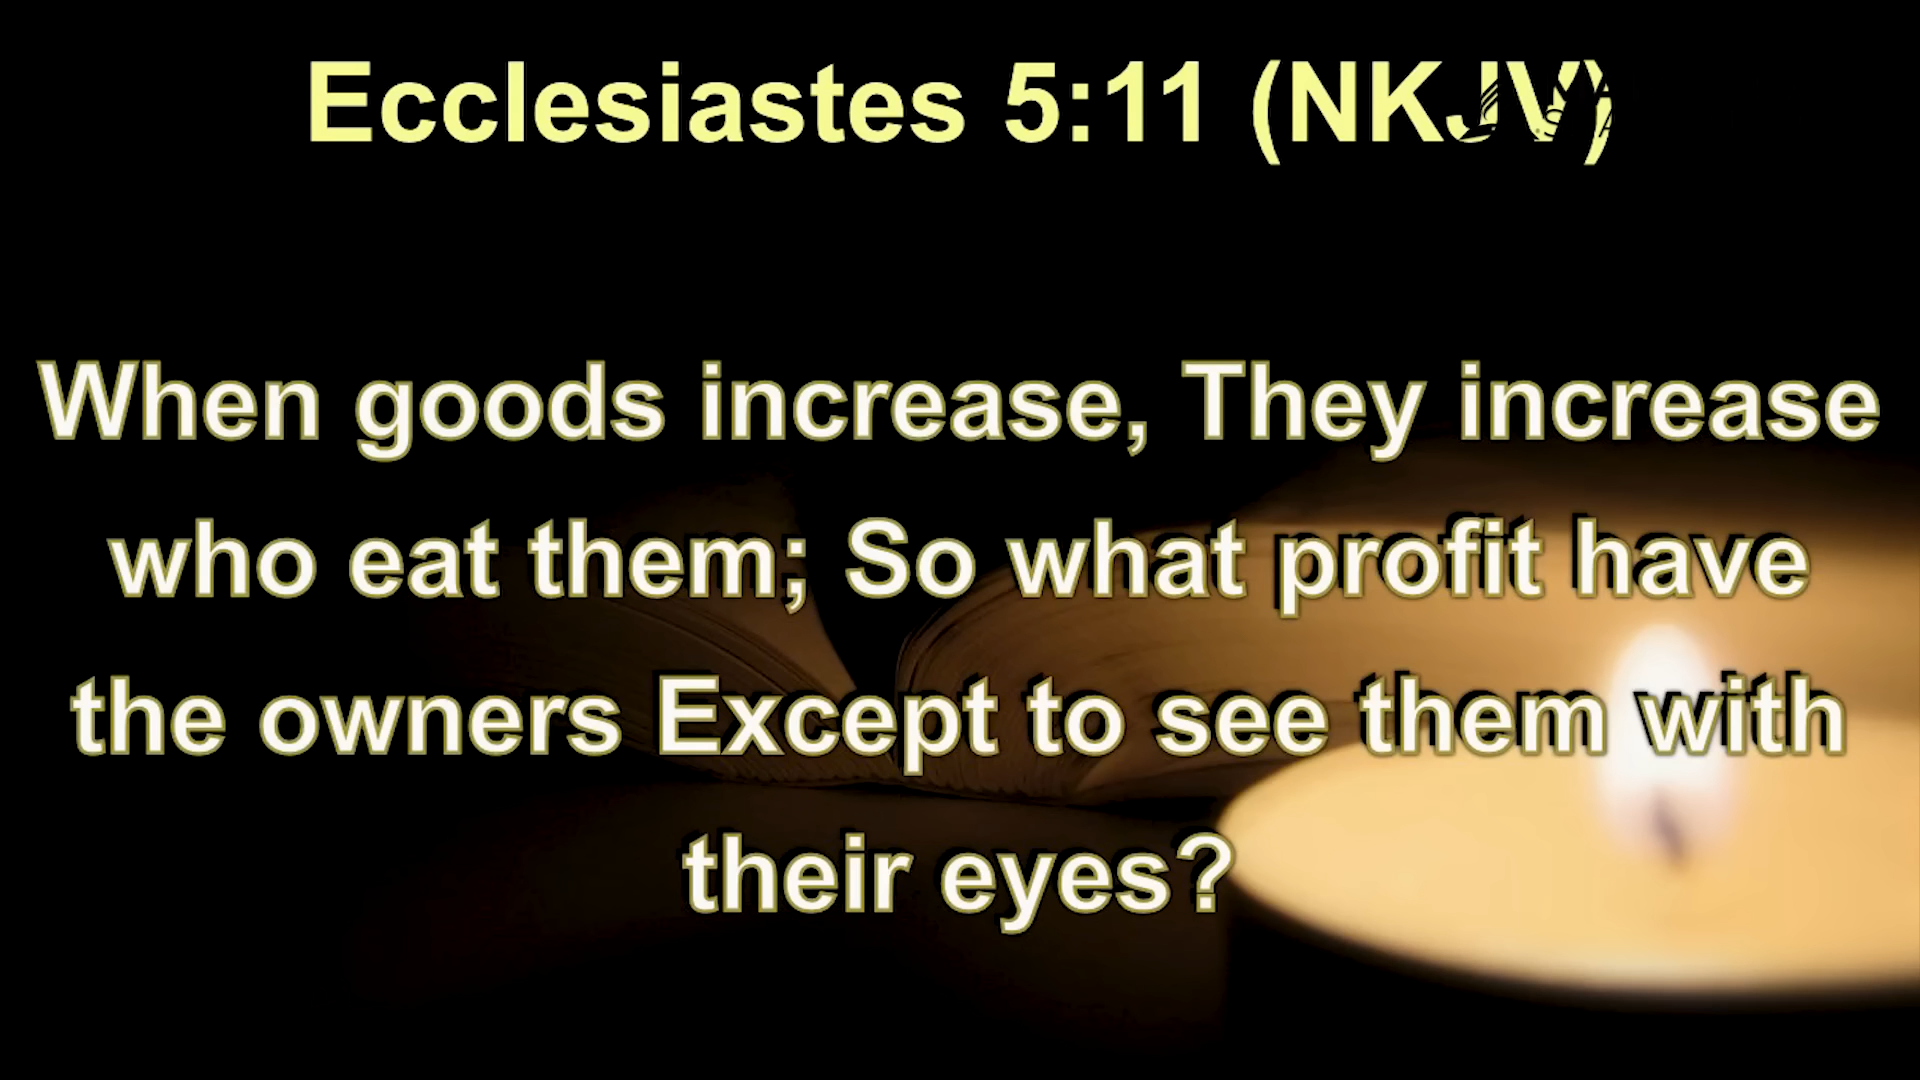 Ecclesiastes 5:11 (NKJV)
When goods increase, They increase
who eat them; So what profit have
the owners Except to see them with
their eyes?